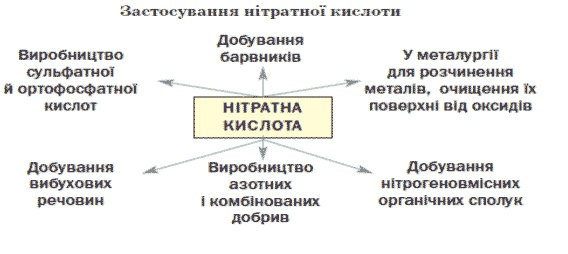 Застосування нітратної кислоти
Виробництво
сульфатної
й ортофосфатної
кислот
Добування
барвників
У металургії
для розчинення
металів, очищення їх
поверхні від оксидів
НІТРАТНА
КИСЛОТА
Добування
вибухових
речовин
Виробництво
азотних
і комбінованих
добрив
Добування
нітрогеновмісних
органічних сполук